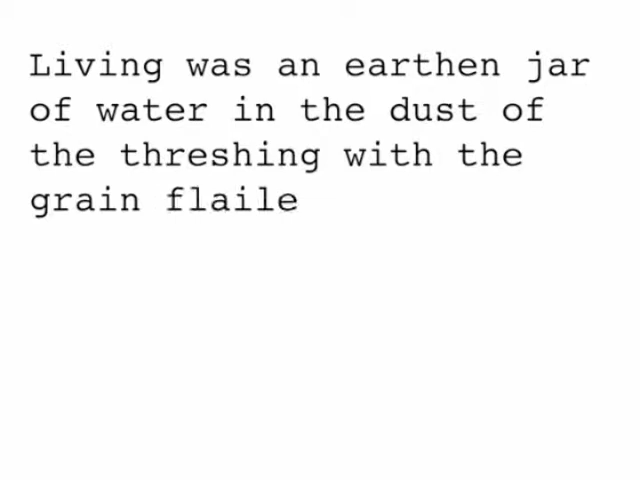 Living was an earthen jar
of water in the dust of
the threshing with the
grain flaile